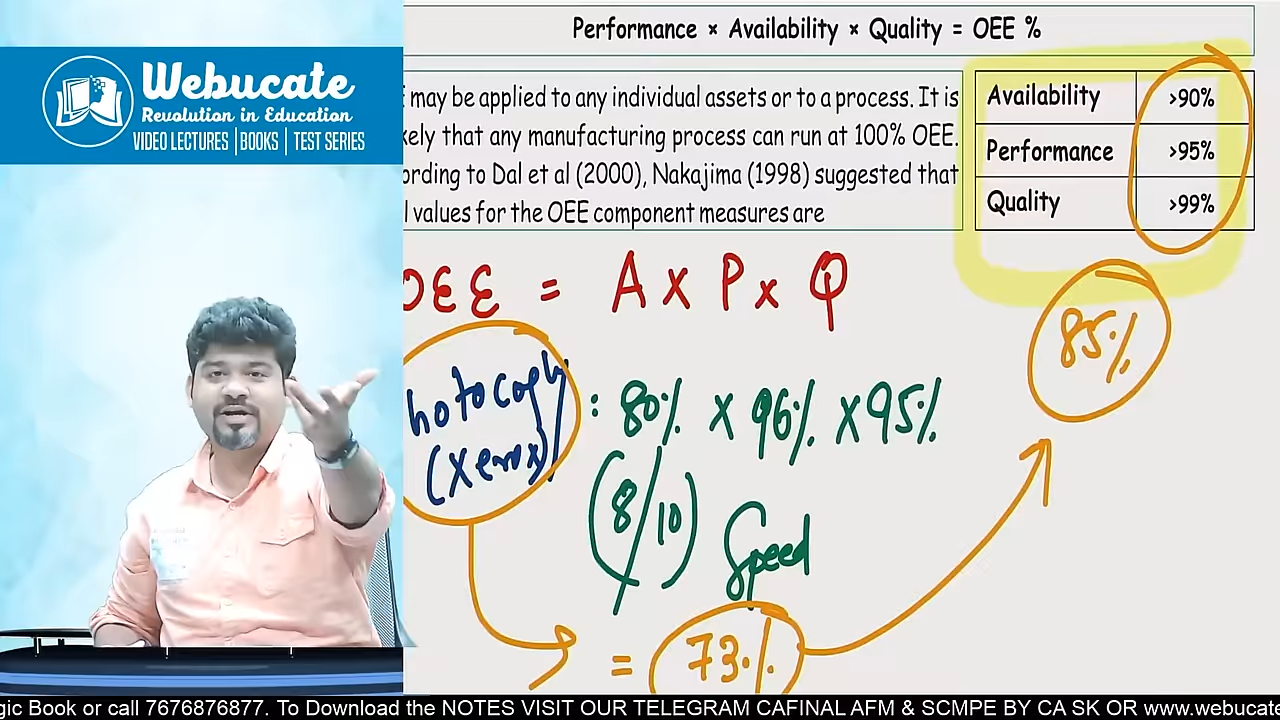 Webucate
Revolution in Education
VIDEO LECTURES | BOOKS | TEST SERIES
Performance × Availability × Quality = OEE %
may be applied to any individual assets or to a process. It is
kely that any manufacturing process can run at 100% OEE.
ording to Dal et al (2000), Nakajima (1998) suggested that
l values for the OEE component measures are
Availability >90%
Performance >95%
Quality >99%
OEE = A x P x Q
85%
hotocopy : 80% x 96% x 95%
(xerox)
(8/10) Speed
= 73%
gic Book or call 7676876877. To Download the NOTES VISIT OUR TELEGRAM CAFINAL AFM & SCMPE BY CA SK OR www.webucate